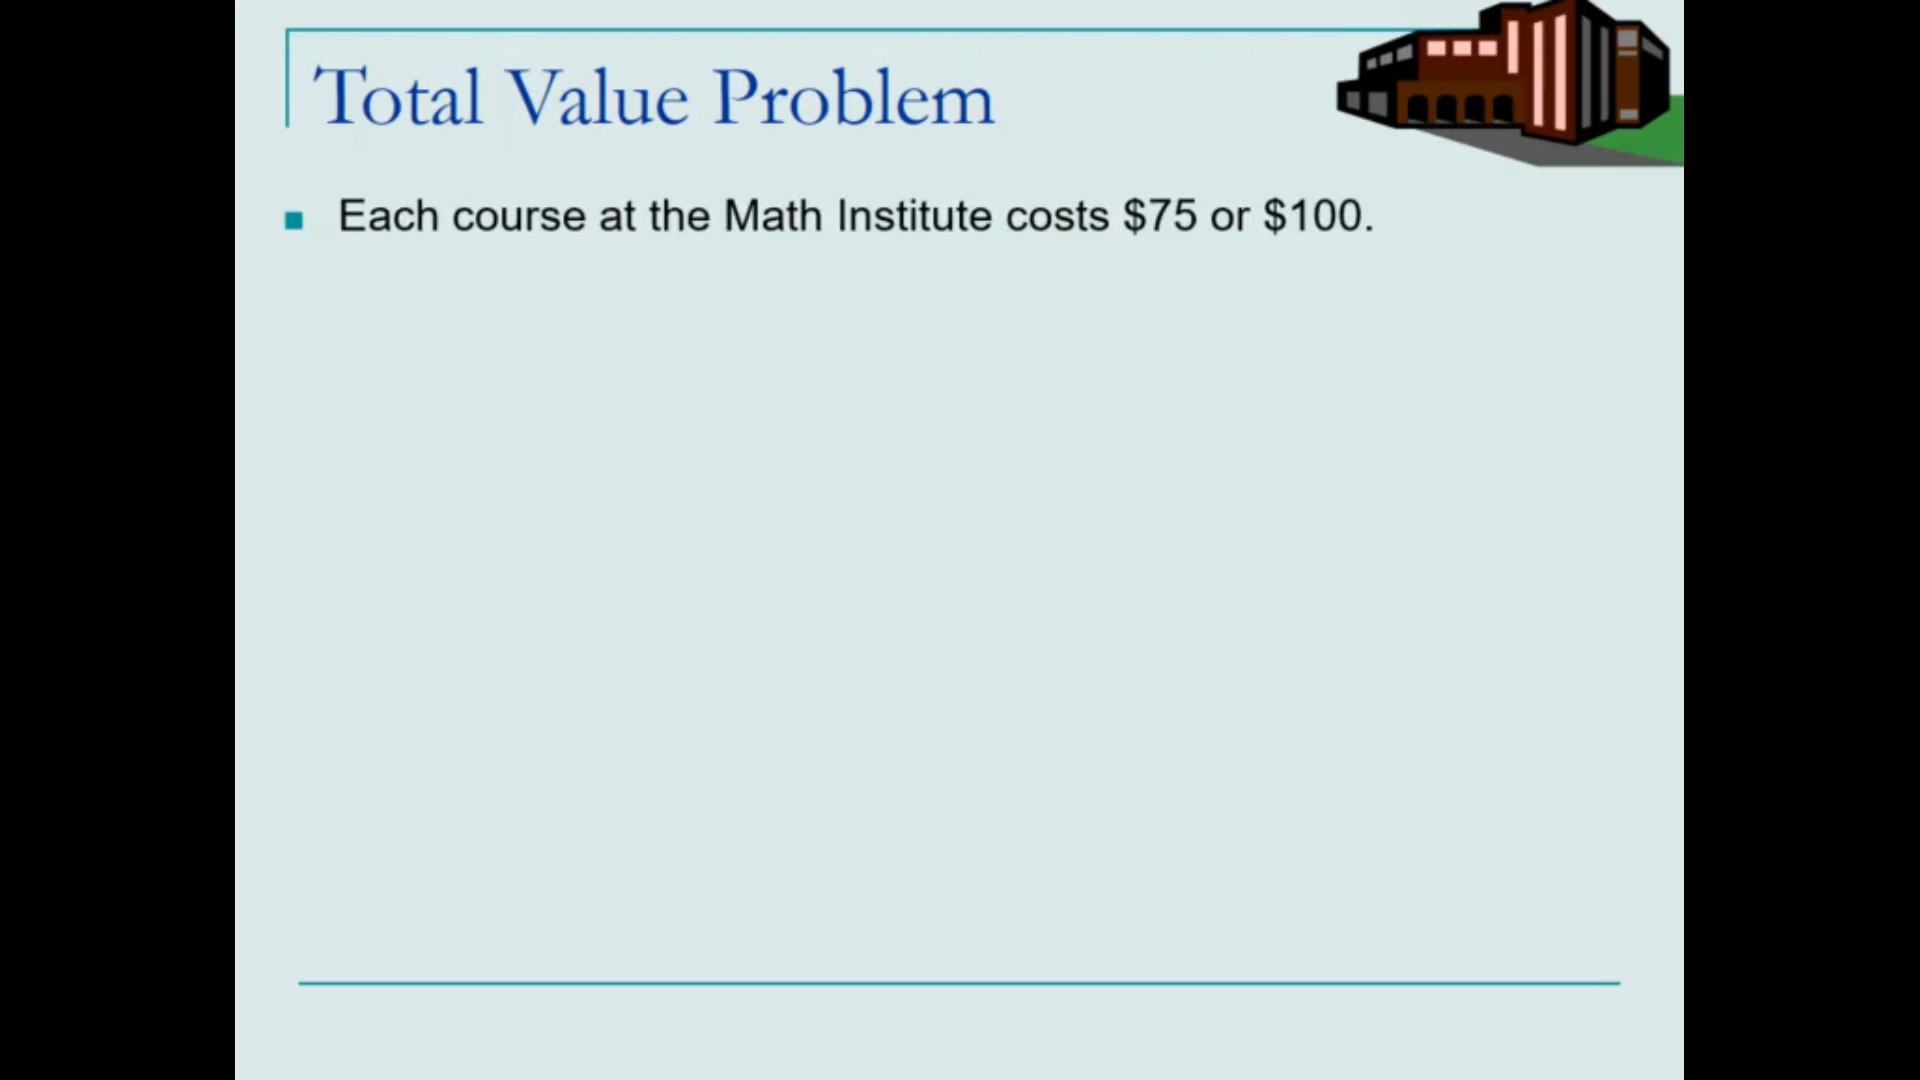 Total Value Problem
Each course at the Math Institute costs $75 or $100.